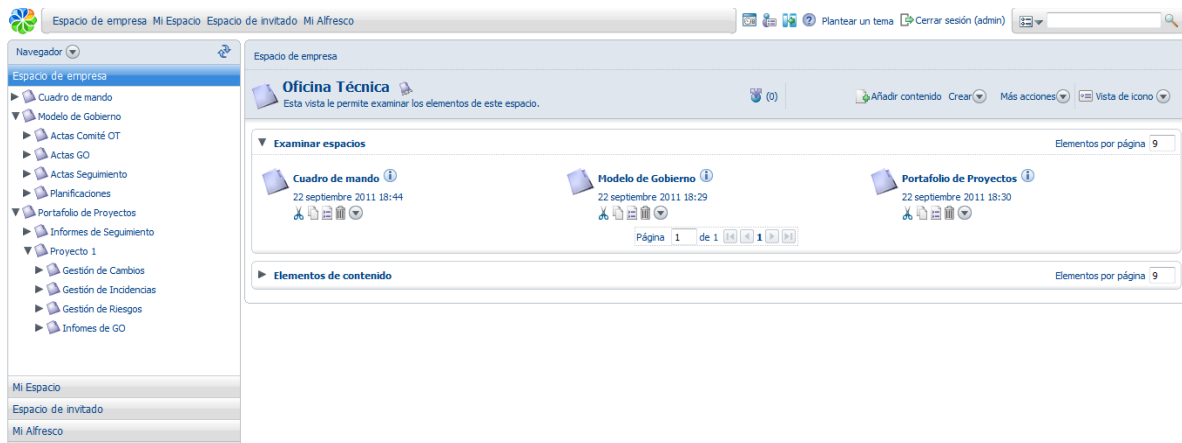 Espacio de empresa Mi Espacio Espacio de invitado Mi Alfresco
Plantear un tema Cerrar sesión (admin)
Navegador
Espacio de empresa
Cuadro de mando
Modelo de Gobierno
Actas Comité OT
Actas GO
Actas Seguimiento
Planificaciones
Portafolio de Proyectos
Informes de Seguimiento
Proyecto 1
Gestión de Cambios
Gestión de Incidencias
Gestión de Riesgos
Infomes de GO
Mi Espacio
Espacio de invitado
Mi Alfresco
Espacio de empresa
Oficina Técnica
Esta vista le permite examinar los elementos de este espacio.
(0)
Añadir contenido Crear Más acciones Vista de icono
Examinar espacios Elementos por página 9
Cuadro de mando Modelo de Gobierno Portafolio de Proyectos
22 septiembre 2011 18:44 22 septiembre 2011 18:29 22 septiembre 2011 18:30
Página 1 de 1 1
Elementos de contenido Elementos por página 9